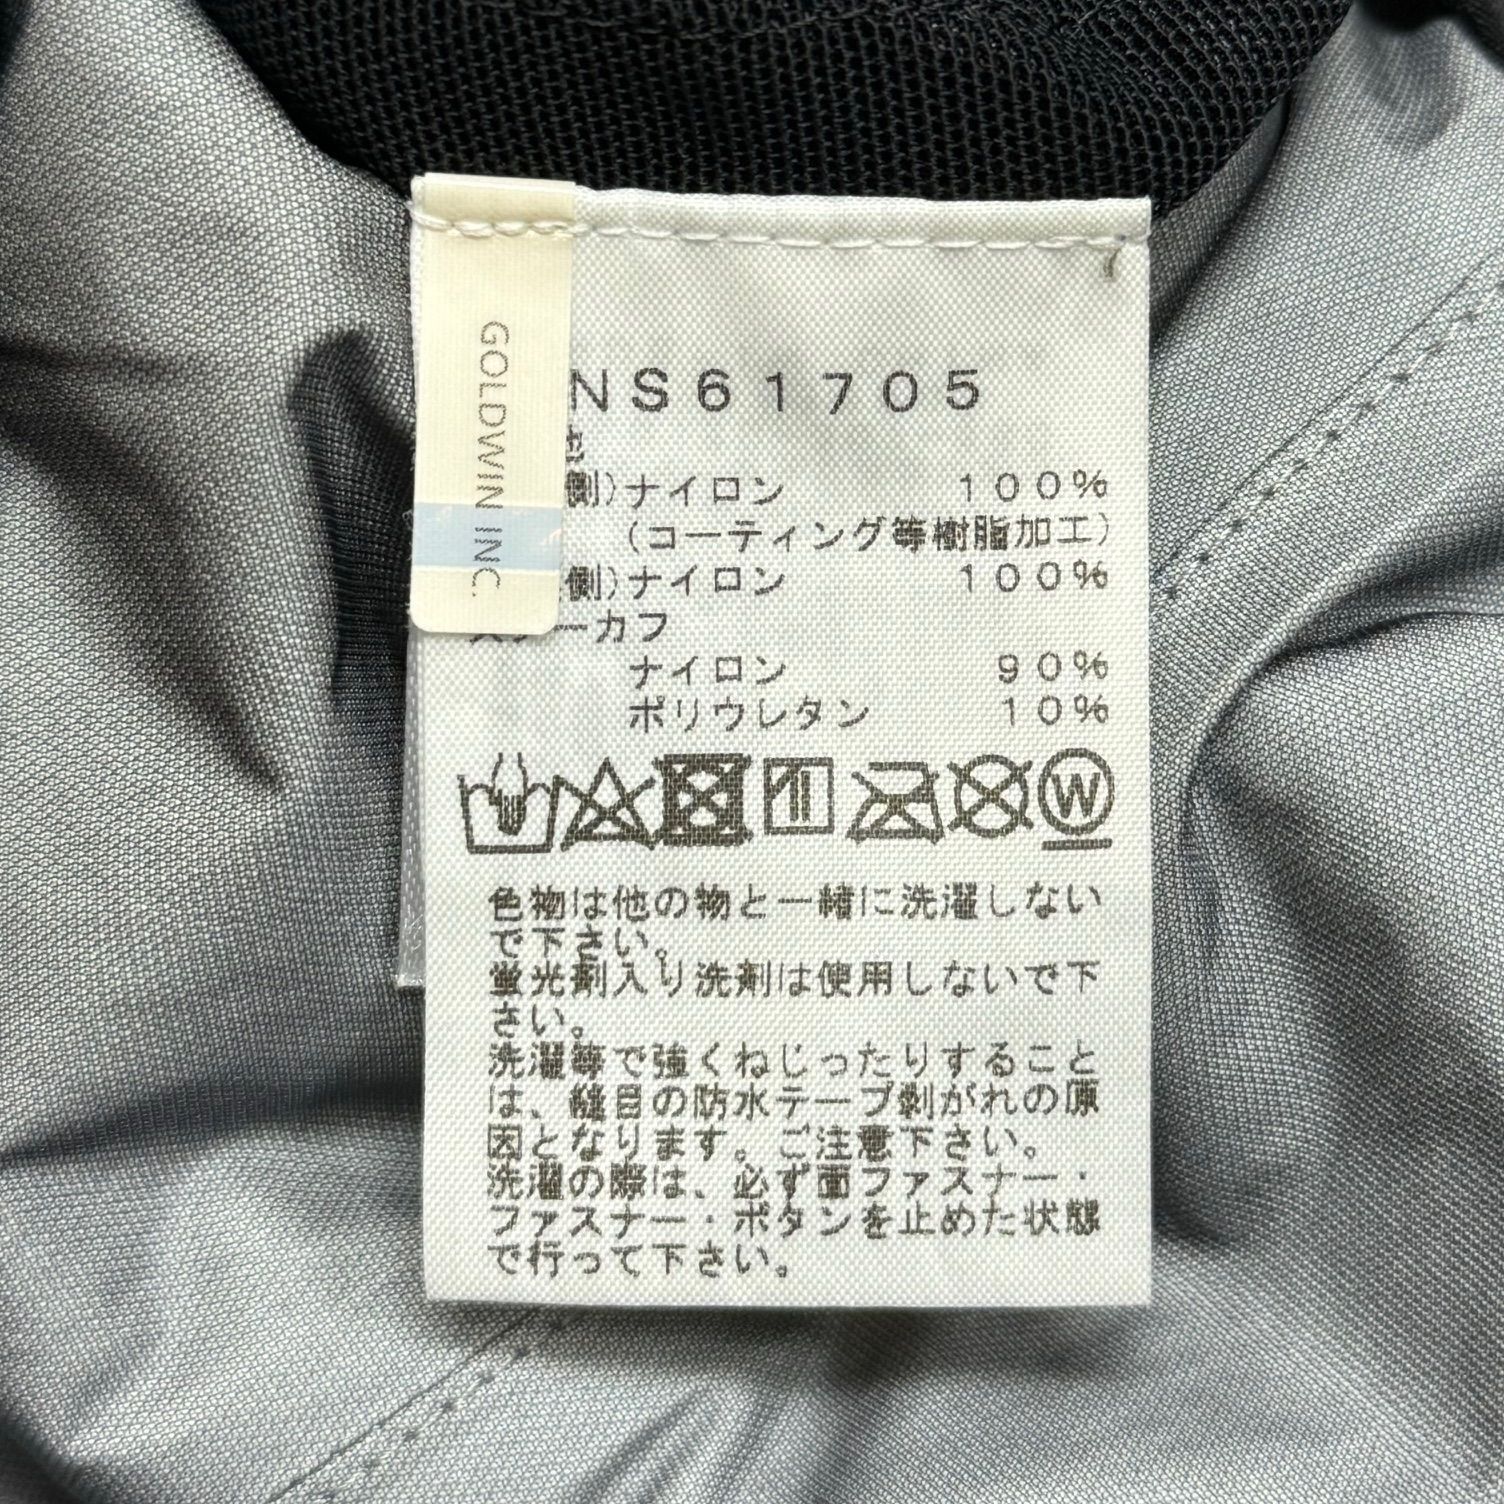 GOLDWIN INC.
NS61705
側)ナイロン 100%
(コーティング等樹脂加工)
側)ナイロン 100%
ーカフ
ナイロン 90%
ポリウレタン 10%
W
色物は他の物と一緒に洗濯しない
で下さい。
蛍光剤入り洗剤は使用しないで下
さい。
洗濯等で強くねじったりすること
は、縫目の防水テープ剥がれの原
因となります。ご注意下さい。
洗濯の際は、必ず面ファスナー・
ファスナー・ボタンを止めた状態
で行って下さい。